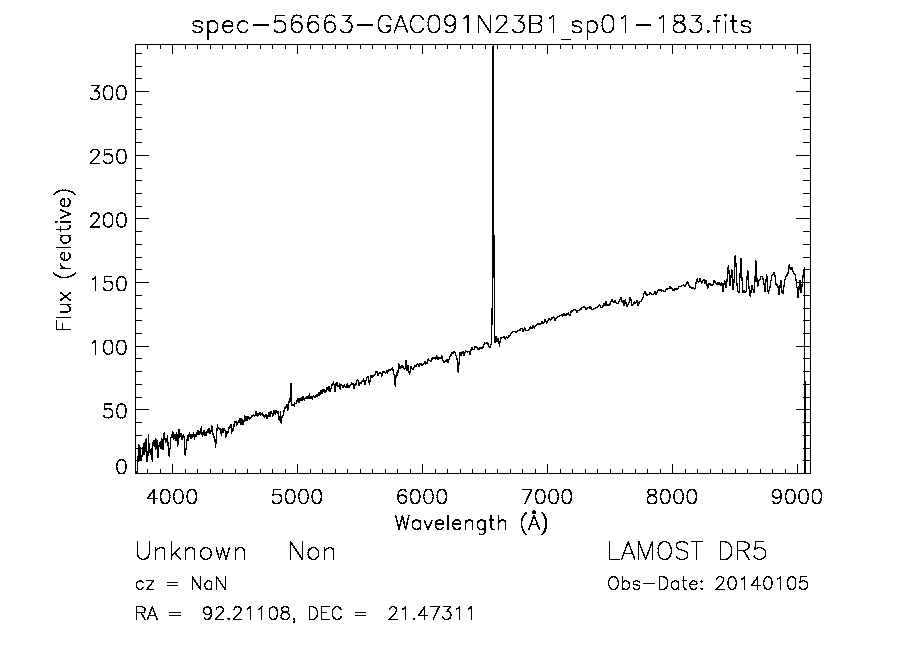 spec-56663-GAC091N23B1_sp01-183.fits
300
250
200
150
100
50
0
Flux (relative)
4000 5000 6000 7000 8000 9000
Wavelength (Å)
Unknown Non LAMOST DR5
cz = NaN Obs-Date: 20140105
RA = 92.21108, DEC = 21.47311